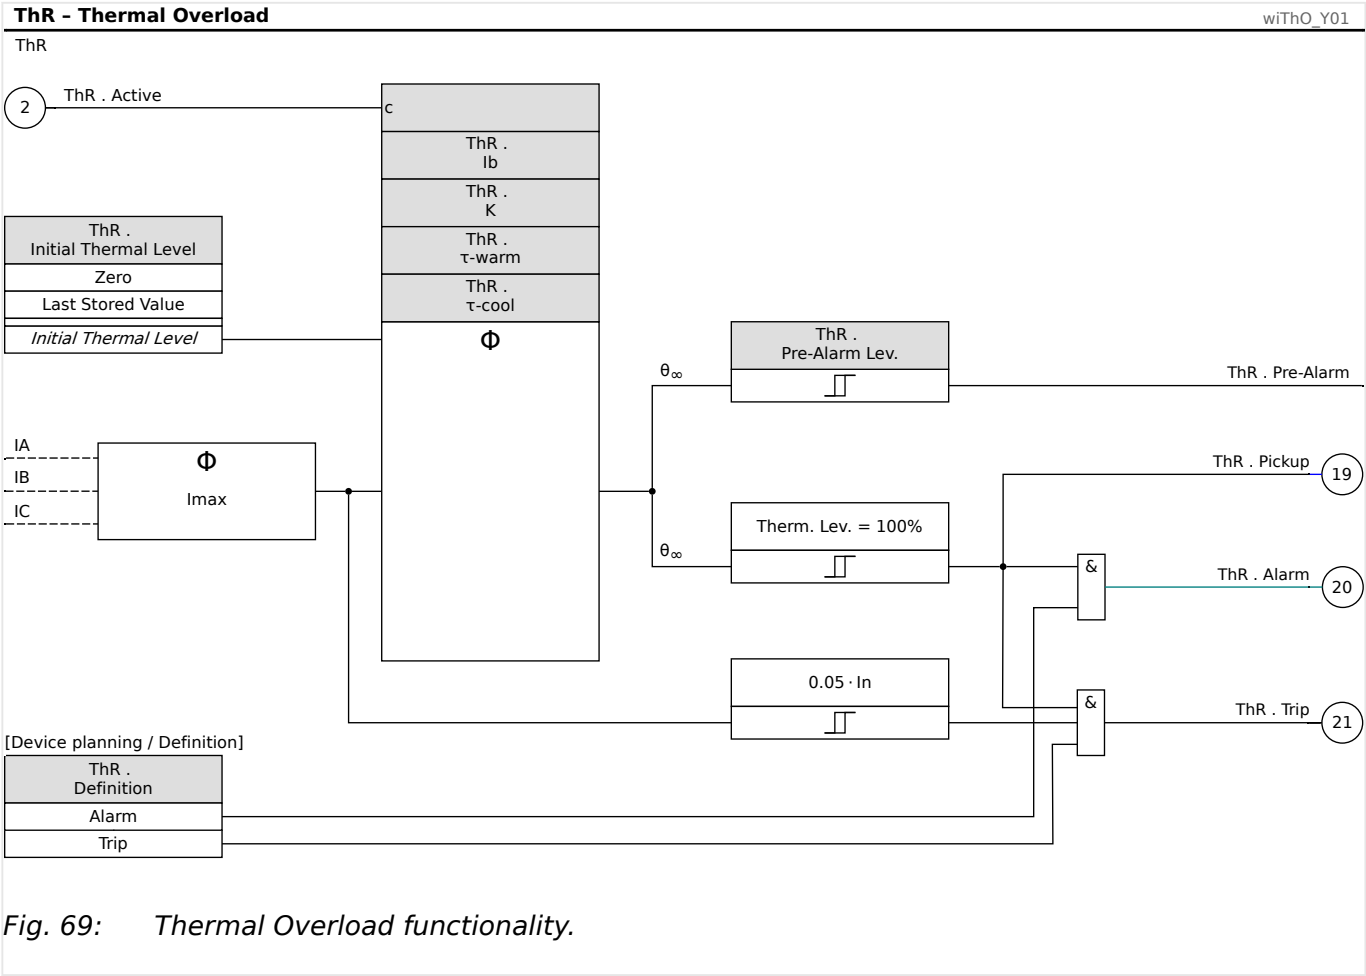 ThR – Thermal Overload
wiThO_Y01
ThR
2
ThR . Active
c
ThR .
Ib
ThR .
K
ThR .
τ-warm
ThR .
τ-cool
Φ
ThR .
Initial Thermal Level
Zero
Last Stored Value
Initial Thermal Level
IA
IB
IC
Φ
Imax
θ∞
ThR .
Pre-Alarm Lev.
ThR . Pre-Alarm
ThR . Pickup
19
θ∞
Therm. Lev. = 100%
&
ThR . Alarm
20
0.05 · In
&
ThR . Trip
21
[Device planning / Definition]
ThR .
Definition
Alarm
Trip
Fig. 69: Thermal Overload functionality.